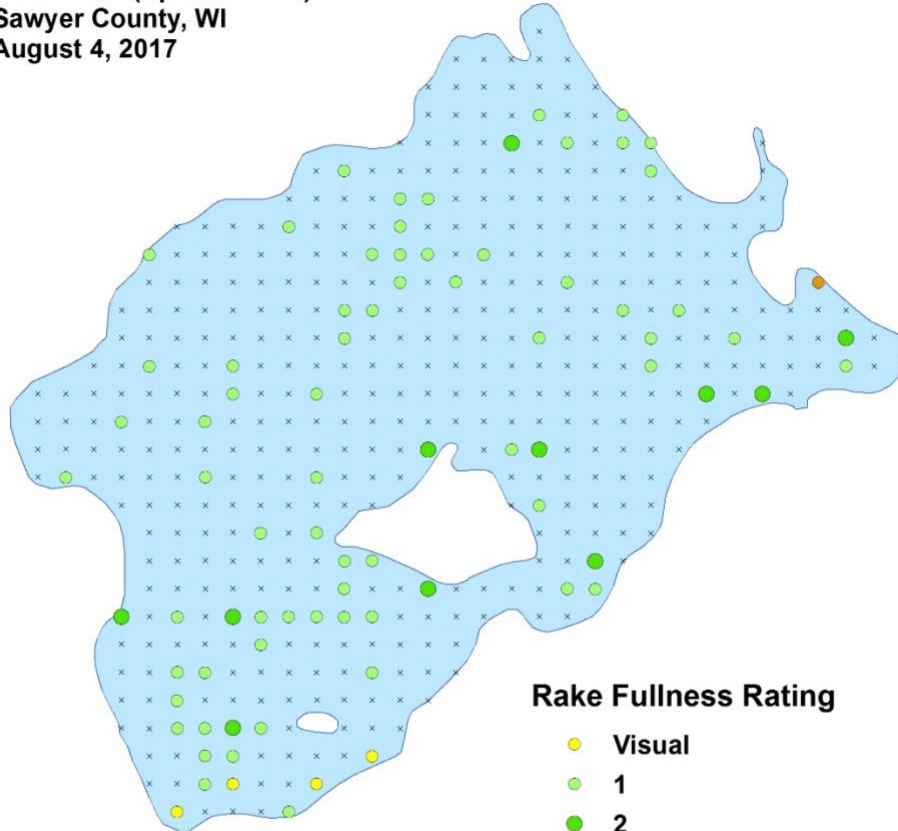 Sawyer County, WI
August 4, 2017
Rake Fullness Rating
Visual
1
2